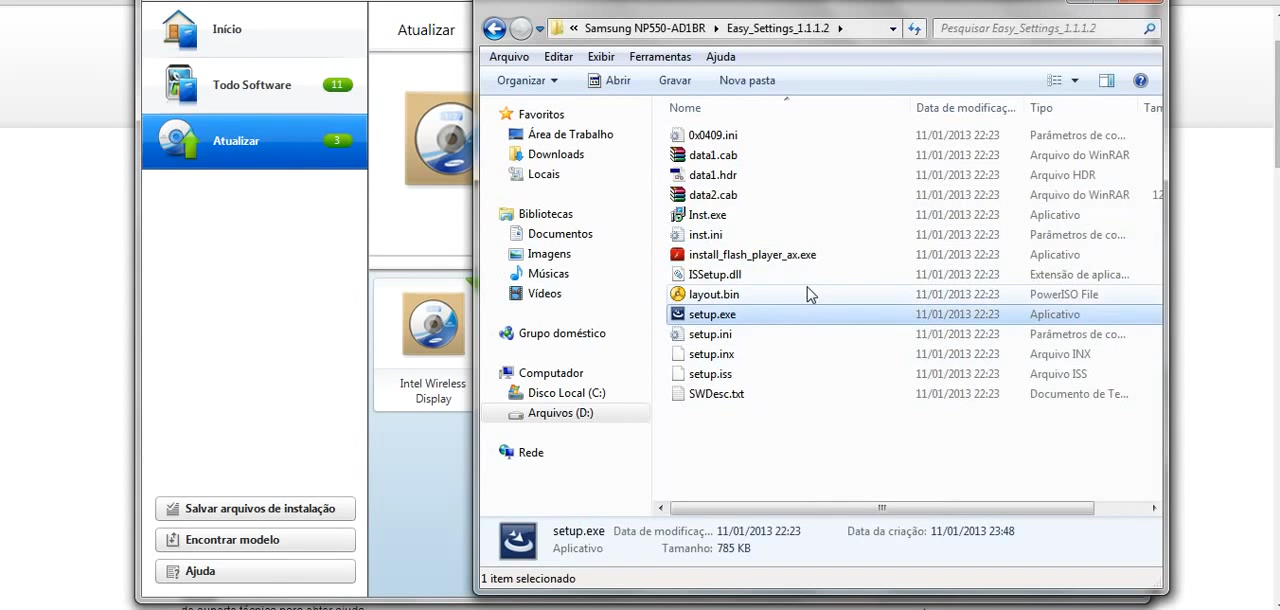 Início
Todo Software 11
Atualizar 3
Salvar arquivos de instalação
Encontrar modelo
Ajuda
Atualizar
Intel Wireless
Display
« Samsung NP550-AD1BR Easy_Settings_1.1.1.2
Pesquisar Easy_Settings_1.1.1.2
Arquivo Editar Exibir Ferramentas Ajuda
Organizar Abrir Gravar Nova pasta
Favoritos
Área de Trabalho
Downloads
Locais
Bibliotecas
Documentos
Imagens
Músicas
Vídeos
Grupo doméstico
Computador
Disco Local (C:)
Arquivos (D:)
Rede
Nome Data de modificaç... Tipo Tam
0x0409.ini 11/01/2013 22:23 Parâmetros de co...
data1.cab 11/01/2013 22:23 Arquivo do WinRAR
data1.hdr 11/01/2013 22:23 Arquivo HDR
data2.cab 11/01/2013 22:23 Arquivo do WinRAR 12
Inst.exe 11/01/2013 22:23 Aplicativo
inst.ini 11/01/2013 22:23 Parâmetros de co...
install_flash_player_ax.exe 11/01/2013 22:23 Aplicativo
ISSetup.dll 11/01/2013 22:23 Extensão de aplica...
layout.bin 11/01/2013 22:23 PowerISO File
setup.exe 11/01/2013 22:23 Aplicativo
setup.ini 11/01/2013 22:23 Parâmetros de co...
setup.inx 11/01/2013 22:23 Arquivo INX
setup.iss 11/01/2013 22:23 Arquivo ISS
SWDesc.txt 11/01/2013 22:23 Documento de Te...
setup.exe Data de modificaç... 11/01/2013 22:23 Data da criação: 11/01/2013 23:48
Aplicativo Tamanho: 785 KB
1 item selecionado